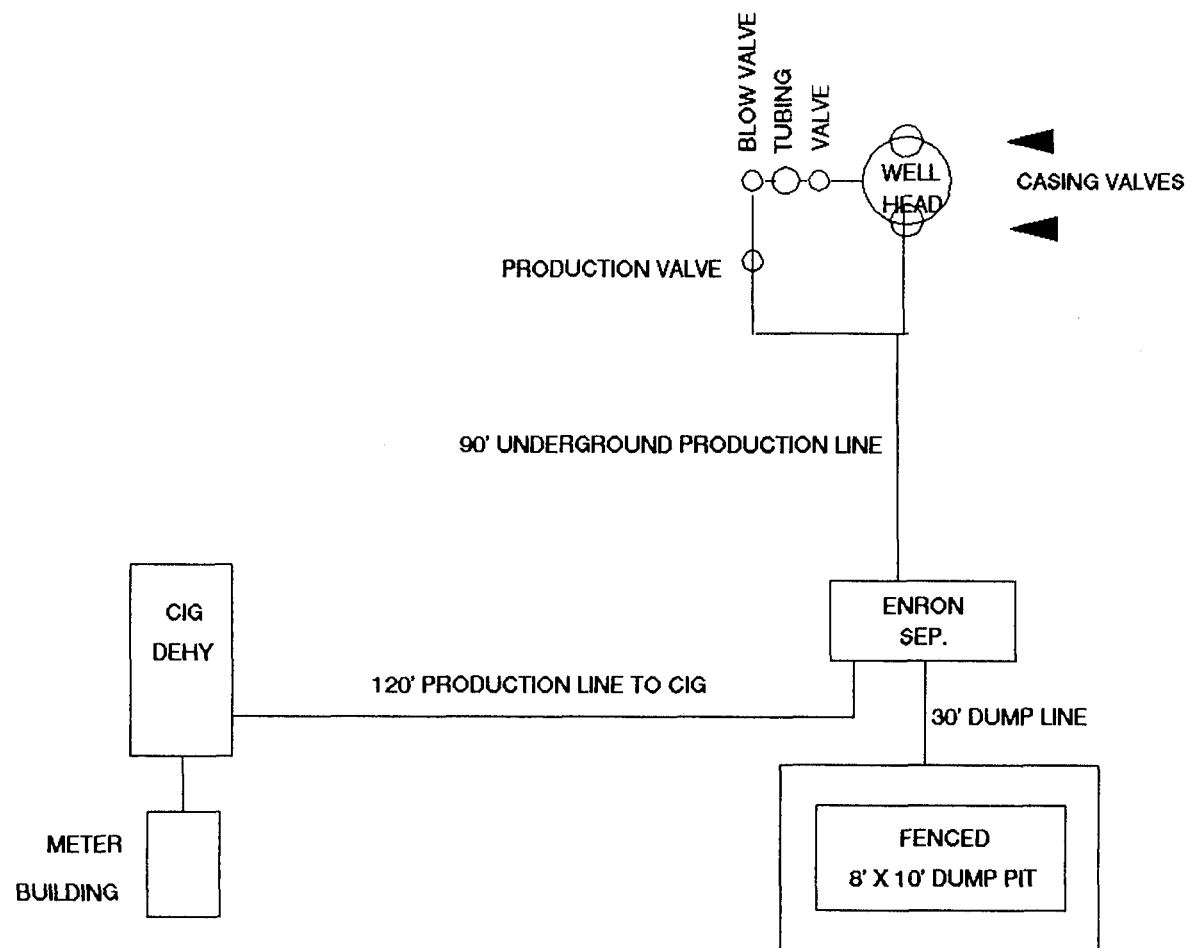 BLOW VALVE
TUBING
VALVE
WELL
HEAD
CASING VALVES
PRODUCTION VALVE
90' UNDERGROUND PRODUCTION LINE
ENRON
SEP.
CIG
DEHY
120' PRODUCTION LINE TO CIG
30' DUMP LINE
METER
BUILDING
FENCED
8' X 10' DUMP PIT